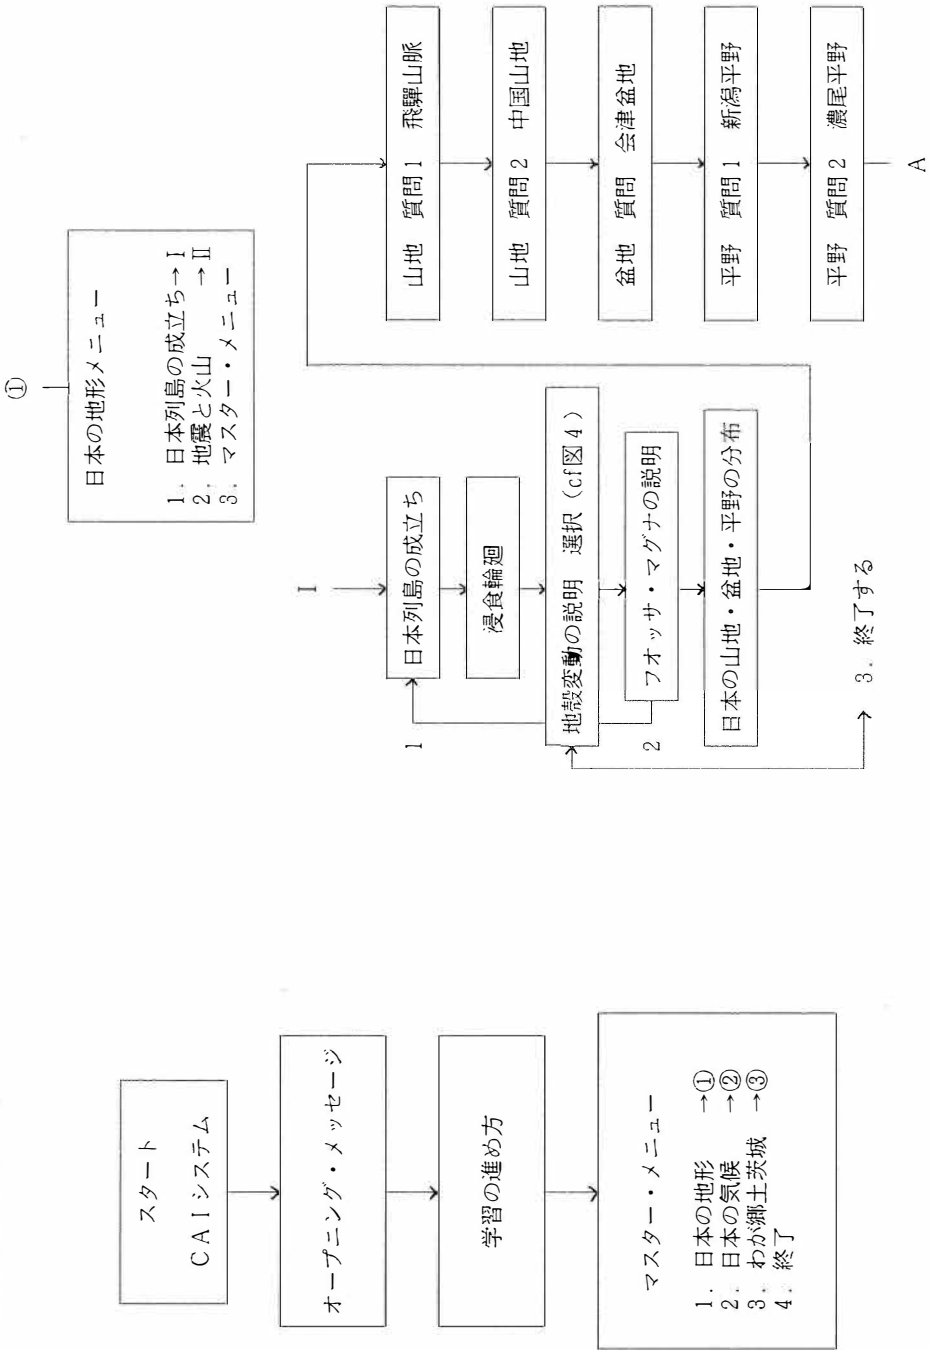 スタート
CAIシステム
オープニング・メッセージ
学習の進め方
マスター・メニュー
1. 日本の地形 →①
2. 日本の気候 →②
3. わが郷土茨城 →③
4. 終了
①
日本の地形メニュー
1. 日本列島の成立ち→Ⅰ
2. 地震と火山 →Ⅱ
3. マスター・メニュー
Ⅰ
日本列島の成立ち
浸食輪廻
1
地殻変動の説明 選択(cf図4)
2
フオッサ・マグナの説明
日本の山地・盆地・平野の分布
3. 終了する
山地 質問1 飛騨山脈
山地 質問2 中国山地
盆地 質問 会津盆地
平野 質問1 新潟平野
平野 質問2 濃尾平野
A